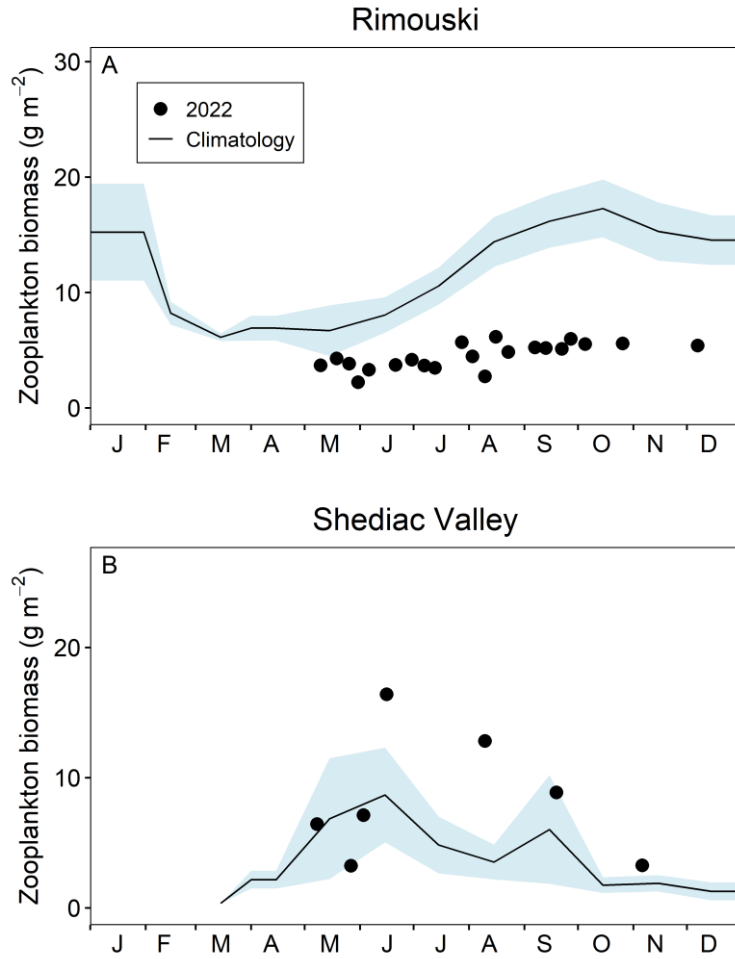 Rimouski
A
2022
Climatology
Zooplankton biomass (g m⁻²)
30
20
10
0
J F M A M J J A S O N D
Shediac Valley
B
Zooplankton biomass (g m⁻²)
20
10
0
J F M A M J J A S O N D